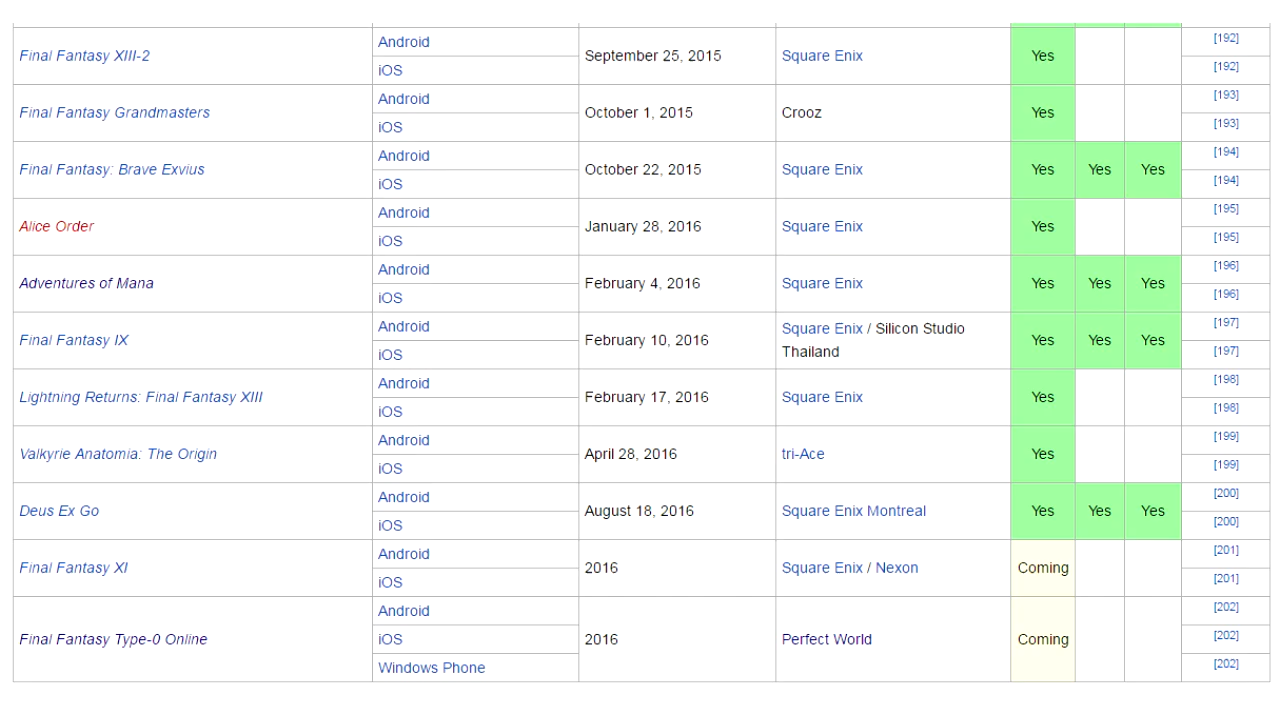 Final Fantasy XIII-2 Android September 25, 2015 Square Enix Yes [192]
iOS [192]
Final Fantasy Grandmasters Android October 1, 2015 Crooz Yes [193]
iOS [193]
Final Fantasy: Brave Exvius Android October 22, 2015 Square Enix Yes Yes Yes [194]
iOS [194]
Alice Order Android January 28, 2016 Square Enix Yes [195]
iOS [195]
Adventures of Mana Android February 4, 2016 Square Enix Yes Yes Yes [196]
iOS [196]
Final Fantasy IX Android February 10, 2016 Square Enix / Silicon Studio Yes Yes Yes [197]
iOS Thailand [197]
Lightning Returns: Final Fantasy XIII Android February 17, 2016 Square Enix Yes [198]
iOS [198]
Valkyrie Anatomia: The Origin Android April 28, 2016 tri-Ace Yes [199]
iOS [199]
Deus Ex Go Android August 18, 2016 Square Enix Montreal Yes Yes Yes [200]
iOS [200]
Final Fantasy XI Android 2016 Square Enix / Nexon Coming [201]
iOS [201]
Android [202]
Final Fantasy Type-0 Online iOS 2016 Perfect World Coming [202]
Windows Phone [202]